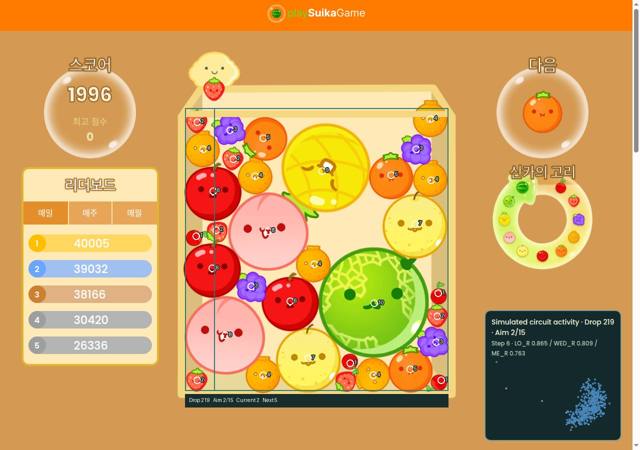 playSuikaGame
스코어
1996
최고 점수
0
다음
신카의 고리
리더보드
매일
매주
매월
1 40005
2 39032
3 38166
4 30420
5 26336
Simulated circuit activity · Drop 219
· Aim 2/15
Step 6 · LO_R 0.865 / WED_R 0.809 /
ME_R 0.763
Drop 219 Aim 2/15 Current 2 Next 5